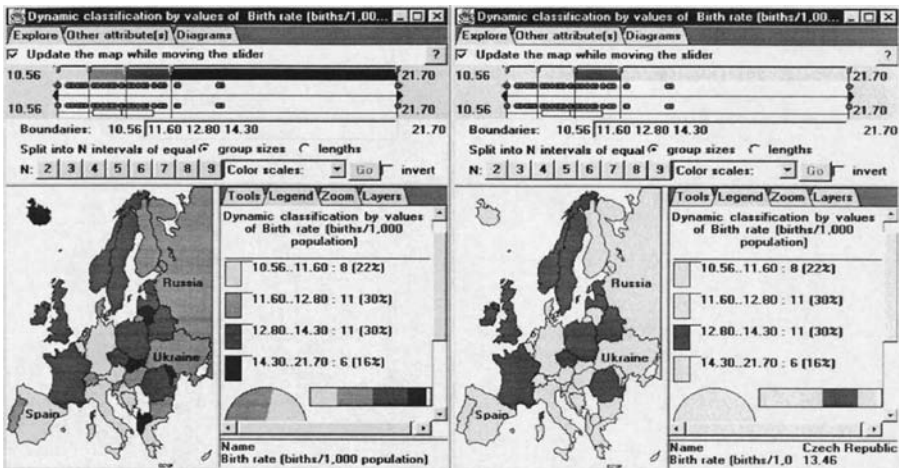 Dynamic classification by values of Birth rate (births/1,00...
Explore Other attribute(s) Diagrams
Update the map while moving the slider
?
10.56 21.70
10.56 21.70
Boundaries: 10.56 11.60 12.80 14.30 21.70
Split into N intervals of equal group sizes lengths
N: 2 3 4 5 6 7 8 9 Color scales: Go invert
Tools Legend Zoom Layers
Dynamic classification by values
of Birth rate (births/1,000
population)
10.56..11.60 : 8 (22%)
11.60..12.80 : 11 (30%)
12.80..14.30 : 11 (30%)
14.30..21.70 : 6 (16%)
Russia
Ukraine
Spain
Name
Birth rate (births/1,000 population)
Dynamic classification by values of Birth rate (births/1,00...
Explore Other attribute(s) Diagrams
Update the map while moving the slider
?
10.56 21.70
10.56 21.70
Boundaries: 10.56 11.60 12.80 14.30 21.70
Split into N intervals of equal group sizes lengths
N: 2 3 4 5 6 7 8 9 Color scales: Go invert
Tools Legend Zoom Layers
Dynamic classification by values
of Birth rate (births/1,000
population)
10.56..11.60 : 8 (22%)
11.60..12.80 : 11 (30%)
12.80..14.30 : 11 (30%)
14.30..21.70 : 6 (16%)
Russia
Ukraine
Spain
Name Czech Republic
Birth rate (births/1,0 13.46